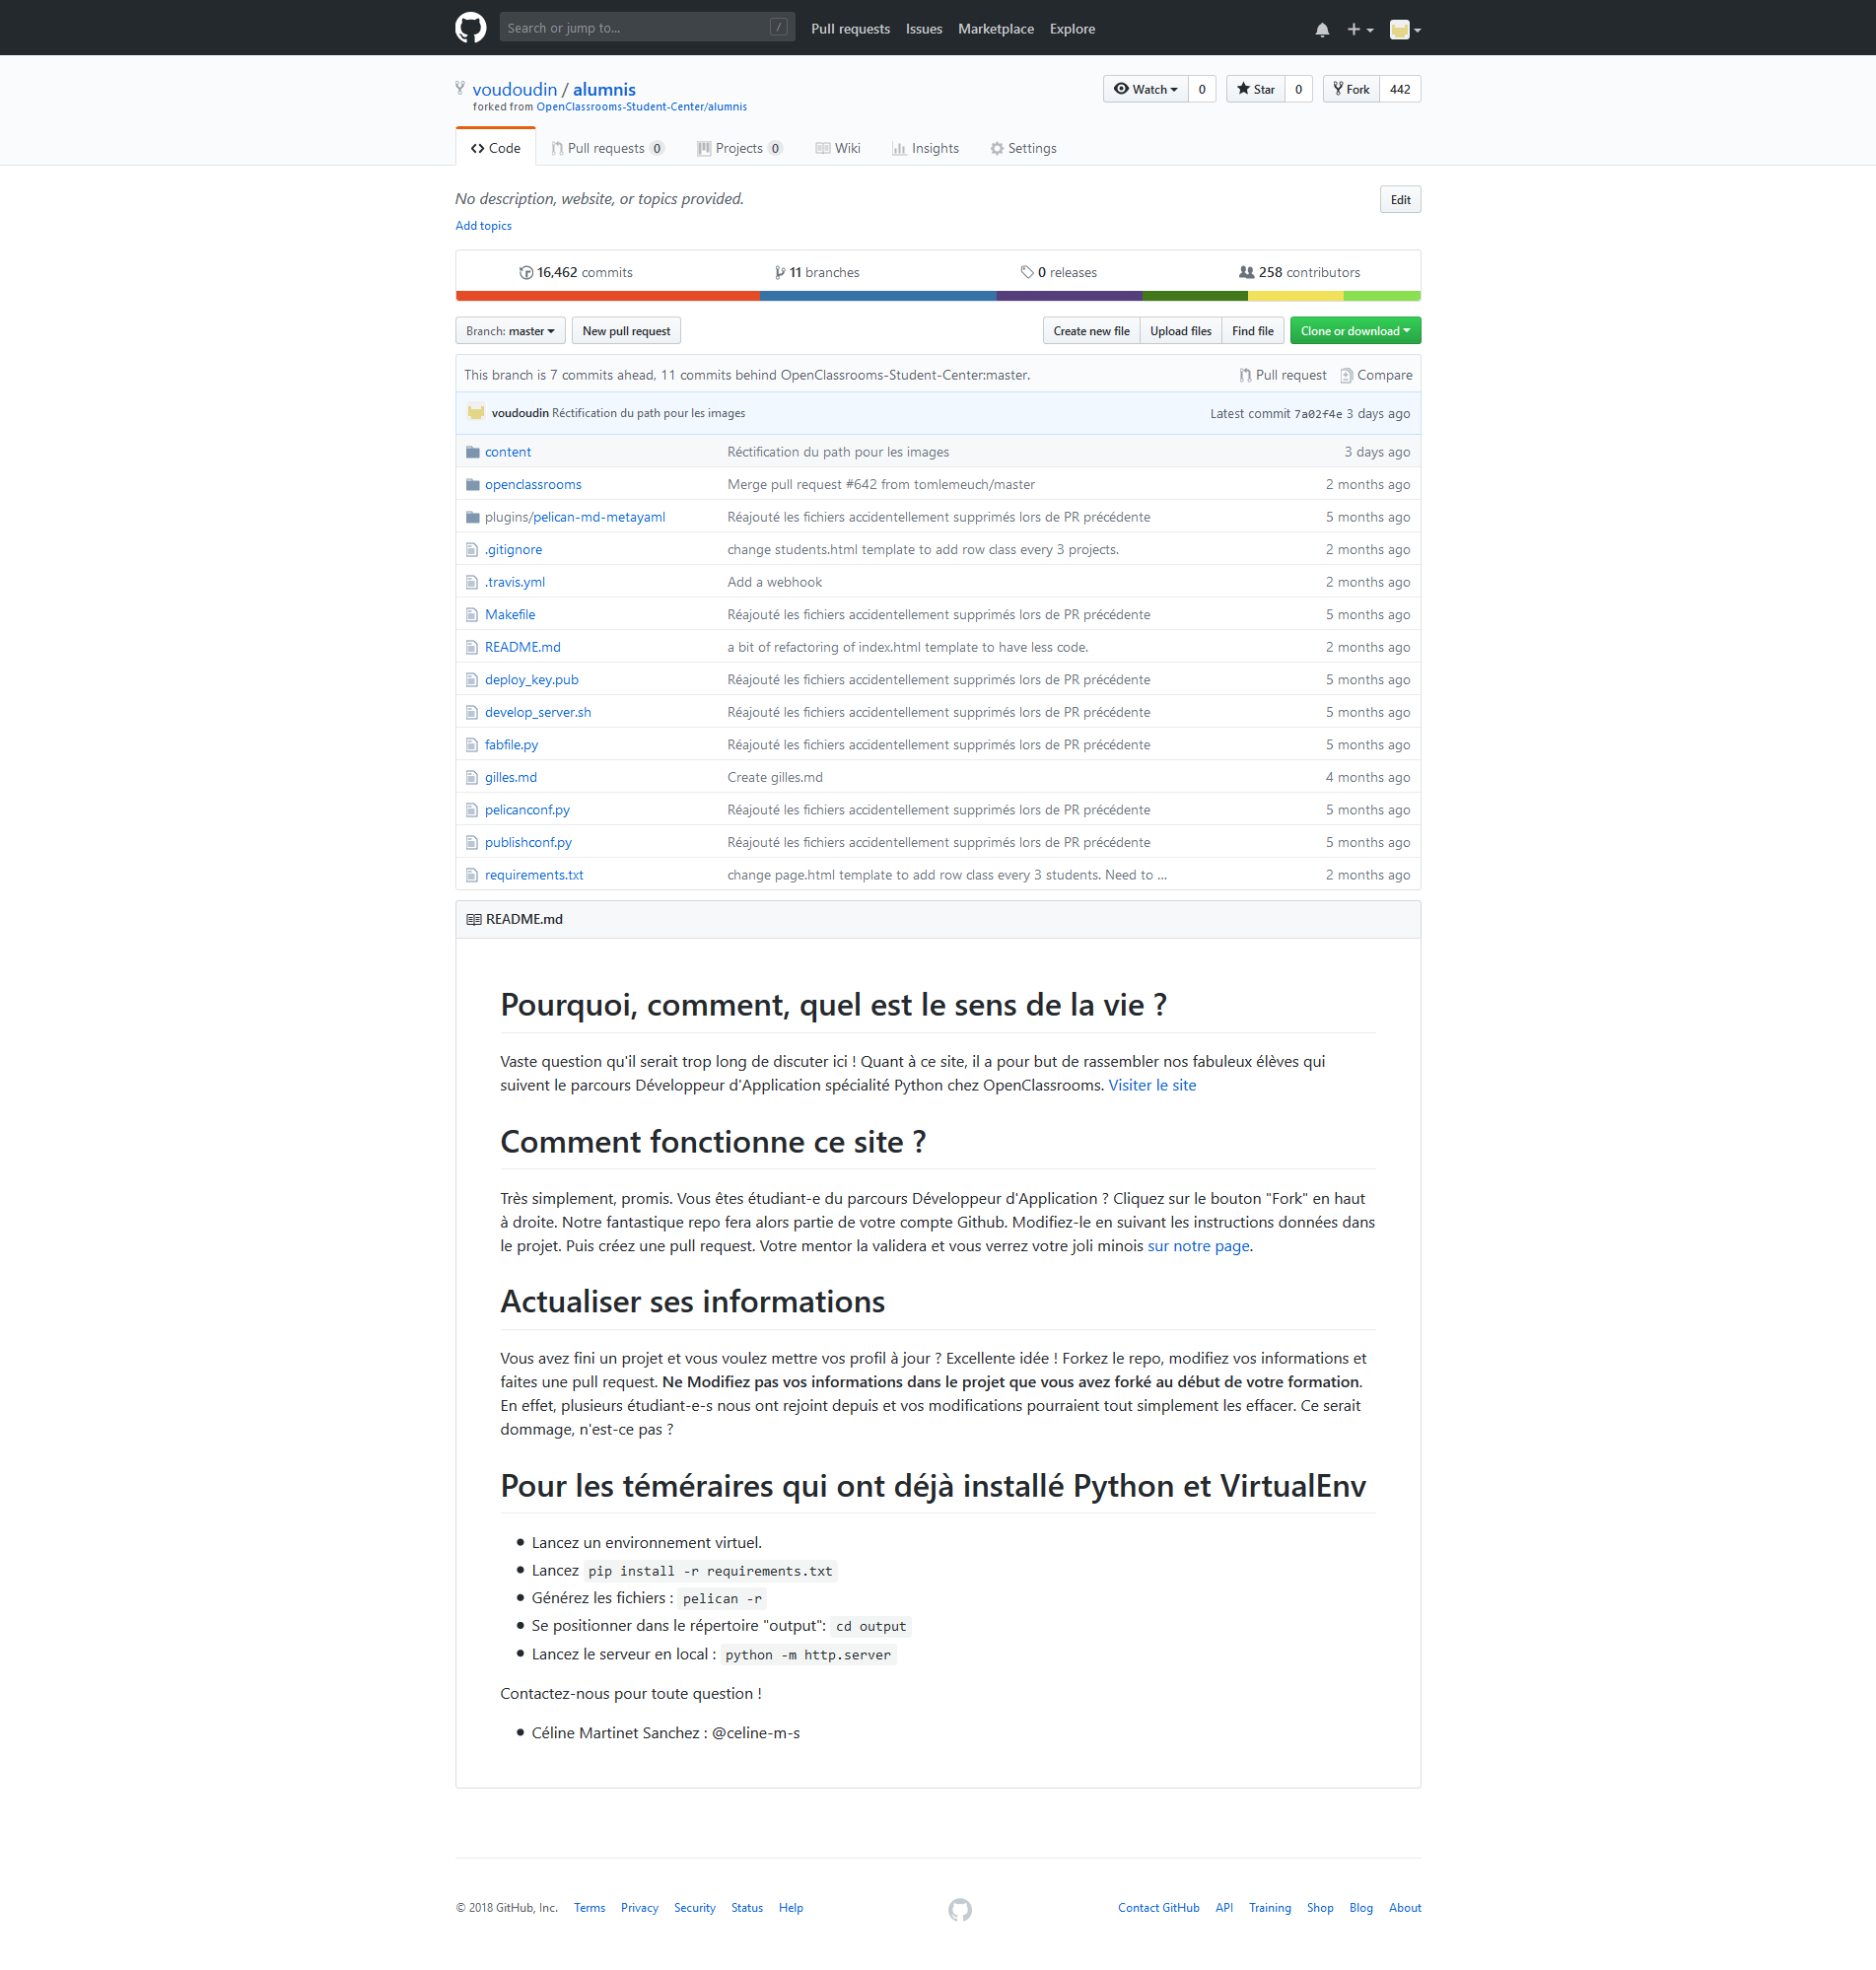 Search or jump to... / Pull requests Issues Marketplace Explore
voudoudin / alumnis Watch 0 Star 0 Fork 442
forked from OpenClassrooms-Student-Center/alumnis
Code Pull requests 0 Projects 0 Wiki Insights Settings
No description, website, or topics provided. Edit
Add topics
16,462 commits 11 branches 0 releases 258 contributors
Branch: master New pull request Create new file Upload files Find file Clone or download
This branch is 7 commits ahead, 11 commits behind OpenClassrooms-Student-Center:master. Pull request Compare
voudoudin Réctification du path pour les images Latest commit 7a02f4e 3 days ago
content Réctification du path pour les images 3 days ago
openclassrooms Merge pull request #642 from tomlemeuch/master 2 months ago
plugins/pelican-md-metayaml Réajouté les fichiers accidentellement supprimés lors de PR précédente 5 months ago
.gitignore change students.html template to add row class every 3 projects. 2 months ago
.travis.yml Add a webhook 2 months ago
Makefile Réajouté les fichiers accidentellement supprimés lors de PR précédente 5 months ago
README.md a bit of refactoring of index.html template to have less code. 2 months ago
deploy_key.pub Réajouté les fichiers accidentellement supprimés lors de PR précédente 5 months ago
develop_server.sh Réajouté les fichiers accidentellement supprimés lors de PR précédente 5 months ago
fabfile.py Réajouté les fichiers accidentellement supprimés lors de PR précédente 5 months ago
gilles.md Create gilles.md 4 months ago
pelicanconf.py Réajouté les fichiers accidentellement supprimés lors de PR précédente 5 months ago
publishconf.py Réajouté les fichiers accidentellement supprimés lors de PR précédente 5 months ago
requirements.txt change page.html template to add row class every 3 students. Need to ... 2 months ago
README.md
Pourquoi, comment, quel est le sens de la vie ?
Vaste question qu'il serait trop long de discuter ici ! Quant à ce site, il a pour but de rassembler nos fabuleux élèves qui
suivent le parcours Développeur d'Application spécialité Python chez OpenClassrooms. Visiter le site
Comment fonctionne ce site ?
Très simplement, promis. Vous êtes étudiant-e du parcours Développeur d'Application ? Cliquez sur le bouton "Fork" en haut
à droite. Notre fantastique repo fera alors partie de votre compte Github. Modifiez-le en suivant les instructions données dans
le projet. Puis créez une pull request. Votre mentor la validera et vous verrez votre joli minois sur notre page.
Actualiser ses informations
Vous avez fini un projet et vous voulez mettre vos profil à jour ? Excellente idée ! Forkez le repo, modifiez vos informations et
faites une pull request. Ne Modifiez pas vos informations dans le projet que vous avez forké au début de votre formation.
En effet, plusieurs étudiant-e-s nous ont rejoint depuis et vos modifications pourraient tout simplement les effacer. Ce serait
dommage, n'est-ce pas ?
Pour les téméraires qui ont déjà installé Python et VirtualEnv
Lancez un environnement virtuel.
Lancez pip install -r requirements.txt
Générez les fichiers : pelican -r
Se positionner dans le répertoire "output": cd output
Lancez le serveur en local : python -m http.server
Contactez-nous pour toute question !
Céline Martinet Sanchez : @celine-m-s
© 2018 GitHub, Inc. Terms Privacy Security Status Help Contact GitHub API Training Shop Blog About